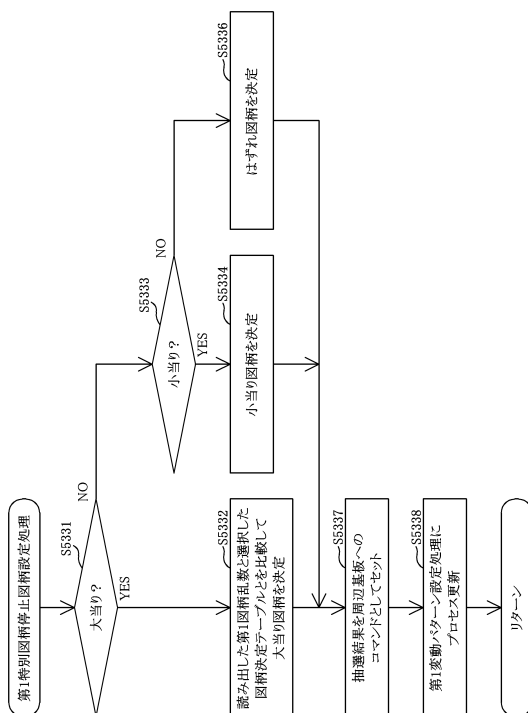 第1特別図柄停止図柄設定処理
S5331
大当り？
NO
YES
S5333
小当り？
NO
YES
S5332
読み出した第1図柄乱数と選択した
図柄決定テーブルとを比較して
大当り図柄を決定
S5334
小当り図柄を決定
S5336
はずれ図柄を決定
S5337
抽選結果を周辺基板への
コマンドとしてセット
S5338
第1変動パターン設定処理に
プロセス更新
リターン